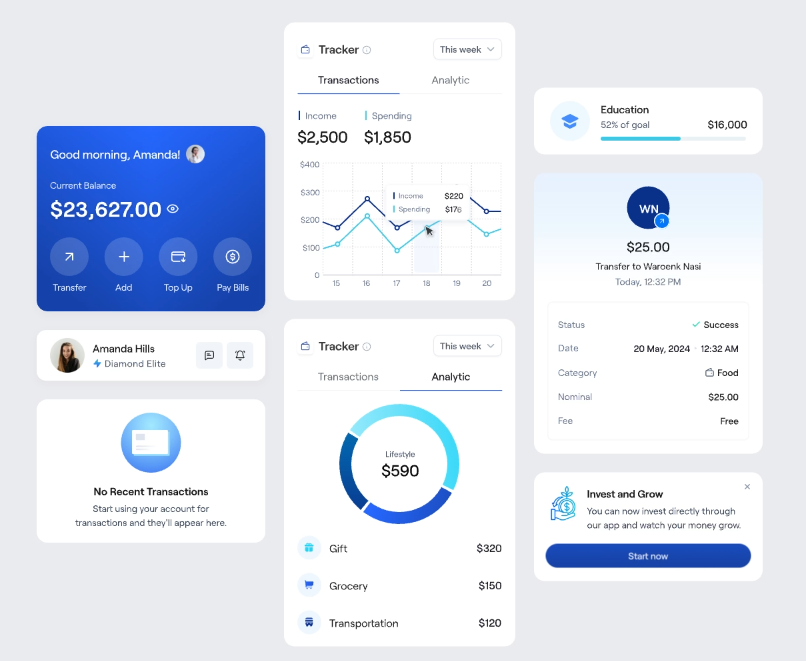 Good morning, Amanda!
Current Balance
$23,627.00
Transfer
Add
Top Up
Pay Bills
Amanda Hills
Diamond Elite
No Recent Transactions
Start using your account for
transactions and they'll appear here.
Tracker
This week
Transactions
Analytic
Income
Spending
$2,500
$1,850
$400
$300
$200
$100
0
Income $220
Spending $176
15 16 17 18 19 20
Tracker
This week
Transactions
Analytic
Lifestyle
$590
Gift $320
Grocery $150
Transportation $120
Education
52% of goal
$16,000
WN
$25.00
Transfer to Waroenk Nasi
Today, 12:32 PM
Status Success
Date 20 May, 2024 · 12:32 AM
Category Food
Nominal $25.00
Fee Free
Invest and Grow
You can now invest directly through
our app and watch your money grow.
Start now